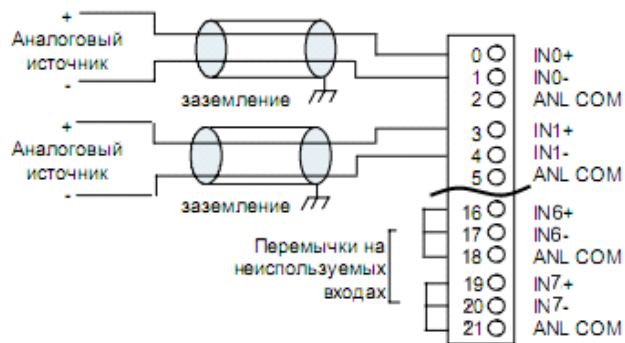 +
Аналоговый
источник
-
заземление
+
Аналоговый
источник
-
заземление
Перемычки на
неиспользуемых
входах
0 IN0+
1 IN0-
2 ANL COM
3 IN1+
4 IN1-
5 ANL COM
16 IN6+
17 IN6-
18 ANL COM
19 IN7+
20 IN7-
21 ANL COM